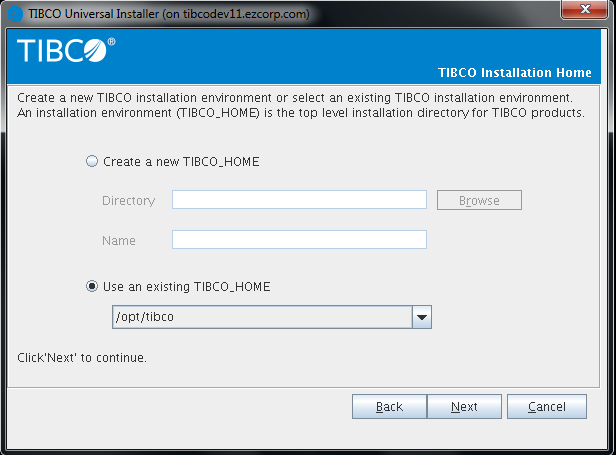 TIBCO Universal Installer (on tibcodev11.ezcorp.com)
TIBCO®
TIBCO Installation Home
Create a new TIBCO installation environment or select an existing TIBCO installation environment.
An installation environment (TIBCO_HOME) is the top level installation directory for TIBCO products.
Create a new TIBCO_HOME
Directory
Browse
Name
Use an existing TIBCO_HOME
/opt/tibco
Click'Next' to continue.
Back Next Cancel